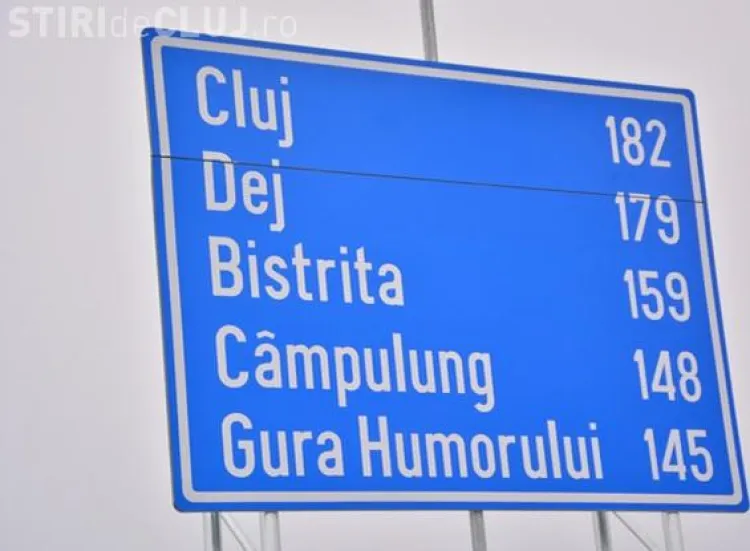 STIRIdeCLUJ.ro
Cluj 182
Dej 179
Bistrita 159
Câmpulung 148
Gura Humorului 145